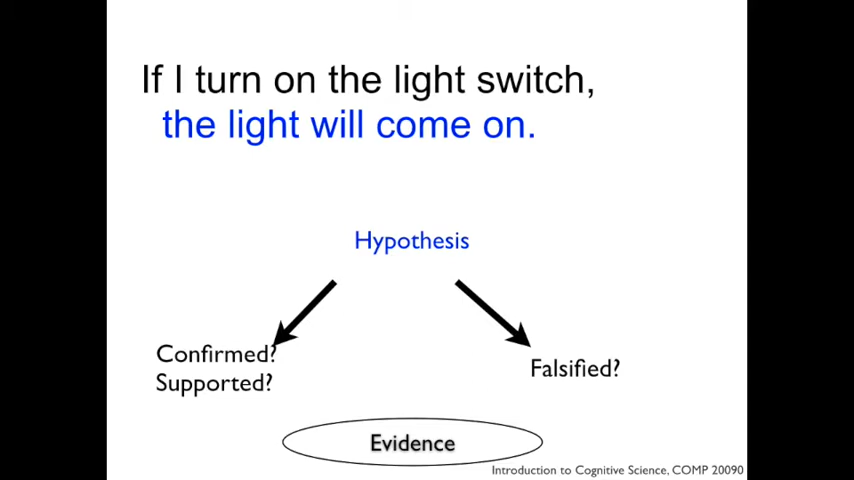 If I turn on the light switch,
the light will come on.
Hypothesis
Confirmed?
Supported?
Falsified?
Evidence
Introduction to Cognitive Science, COMP 20090